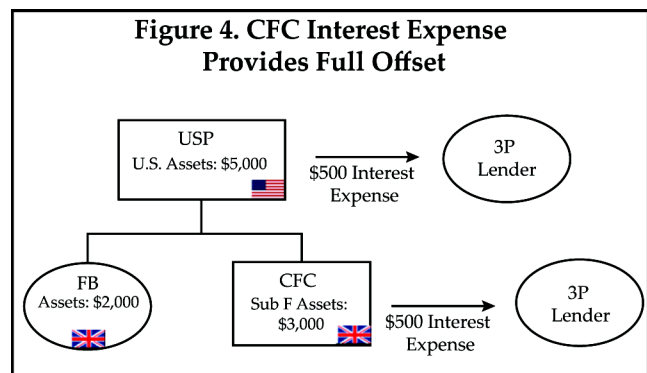 Figure 4. CFC Interest Expense
Provides Full Offset
USP
U.S. Assets: $5,000
$500 Interest
Expense
3P
Lender
FB
Assets: $2,000
CFC
Sub F Assets:
$3,000
$500 Interest
Expense
3P
Lender